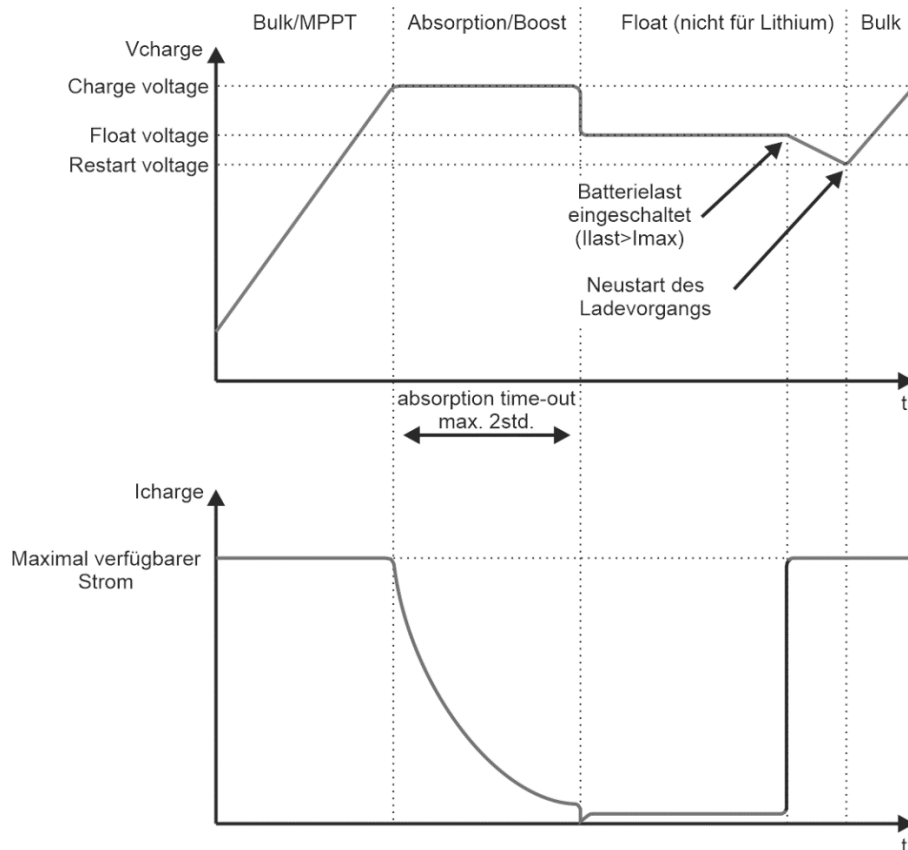 Bulk/MPPT
Absorption/Boost
Float (nicht für Lithium)
Bulk
Vcharge
Charge voltage
Float voltage
Restart voltage
Batterielast
eingeschaltet
(Ilast>Imax)
Neustart des
Ladevorgangs
t
absorption time-out
max. 2std.
Icharge
Maximal verfügbarer
Strom
t